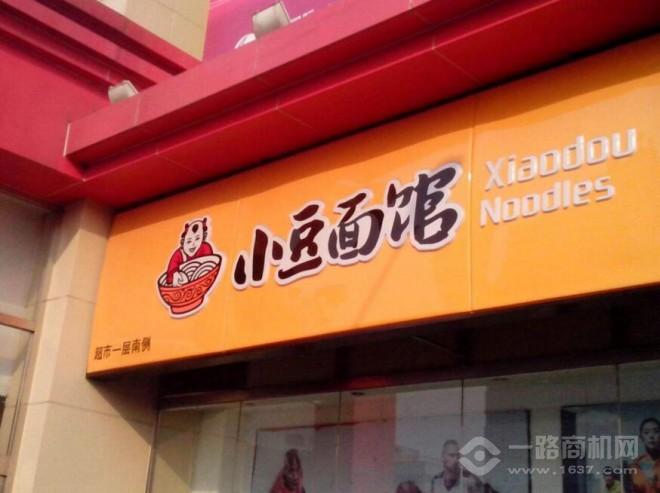 小豆面馆
Xiaodou
Noodles
超市一层南侧
一路商机网
www.1637.com